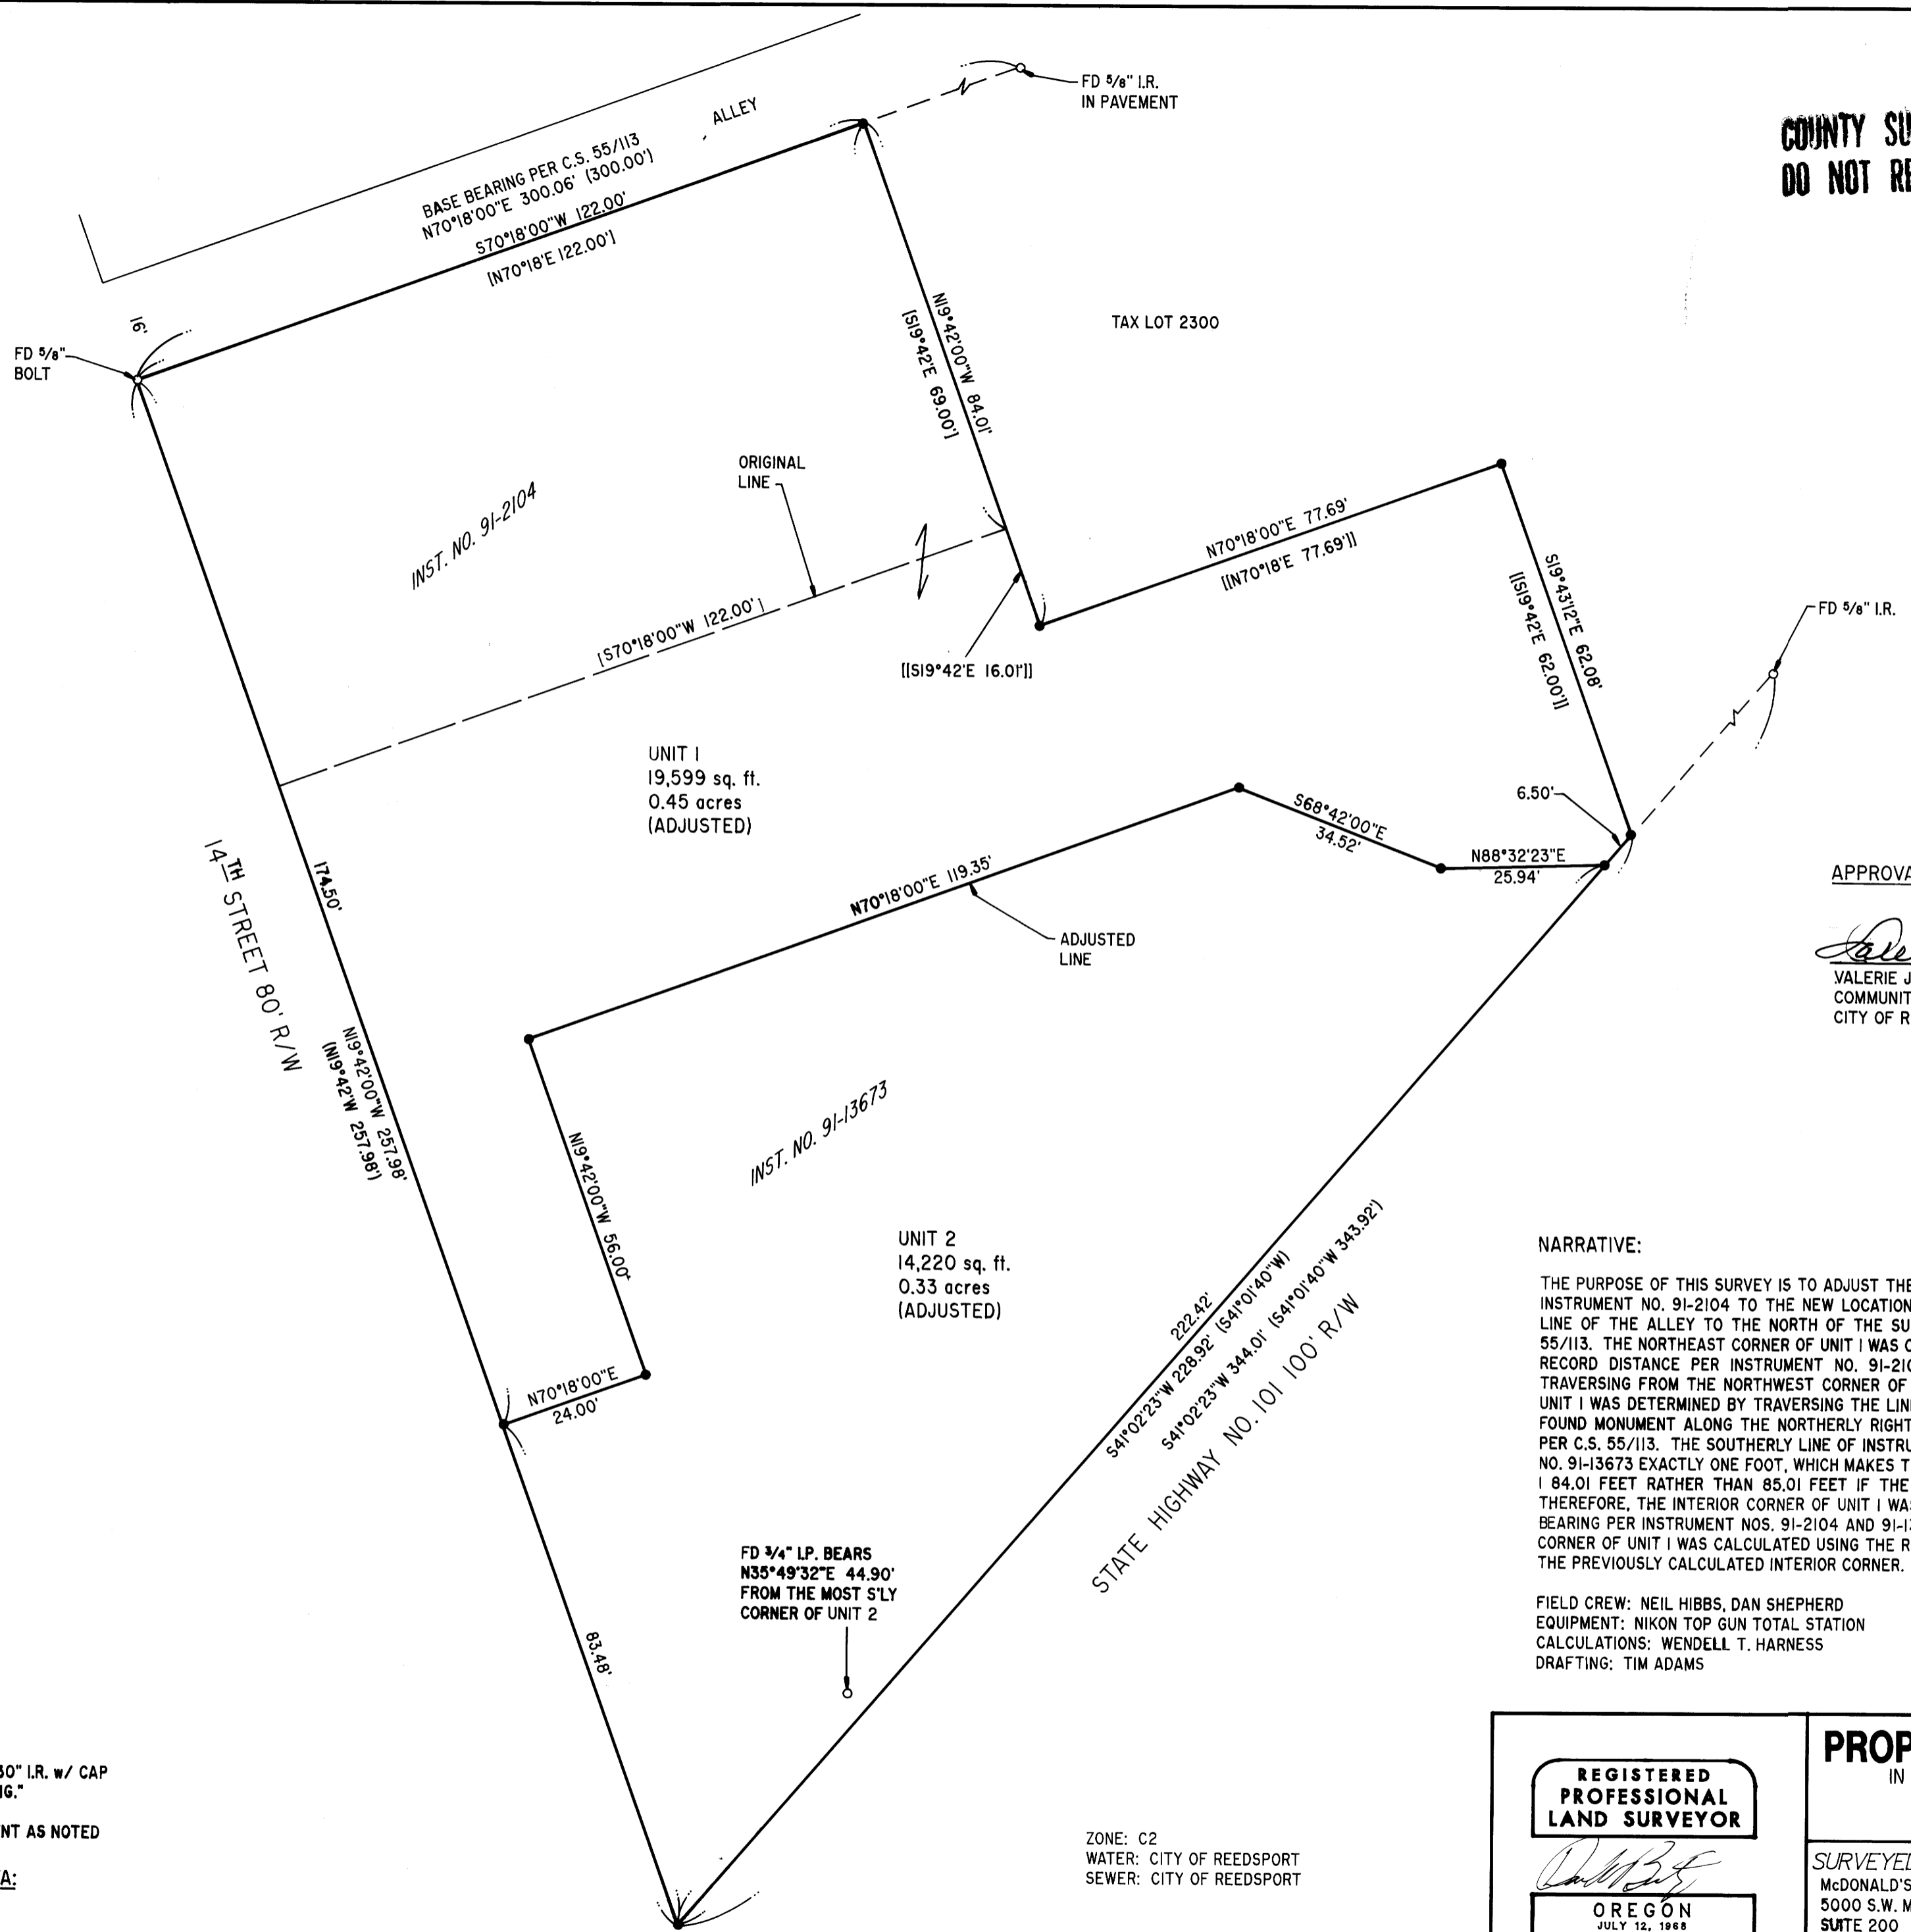 FD 5/8" I.R.
IN PAVEMENT
COUNTY SU
DO NOT RE
ALLEY
BASE BEARING PER C.S. 55/113
N70°18'00"E 300.06' (300.00')
S70°18'00"W 122.00'
[N70°18'E 122.00']
16'
FD 5/8"
BOLT
N19°42'00"W 84.01'
[S19°42'E 69.00']
TAX LOT 2300
ORIGINAL
LINE
INST. NO. 91-2104
N70°18'00"E 77.69'
[[N70°18'E 77.69']]
S19°43'12"E 62.08'
[[S19°42'E 62.00']]
FD 5/8" I.R.
[S70°18'00"W 122.00']
[[S19°42'E 16.01']]
UNIT 1
19,599 sq. ft.
0.45 acres
(ADJUSTED)
6.50'
S68°42'00"E
34.52'
N88°32'23"E
25.94'
174.50'
14TH STREET 80' R/W
N70°18'00"E 119.35'
ADJUSTED
LINE
APPROVA
VALERIE J
COMMUNIT
CITY OF R
N19°42'00"W 257.98'
(N19°42'W 257.98')
INST. NO. 91-13673
N19°42'00"W 56.00'
UNIT 2
14,220 sq. ft.
0.33 acres
(ADJUSTED)
222.42'
S41°02'23"W 228.92' (S41°01'40"W)
S41°02'23"W 344.01' (S41°01'40"W 343.92')
STATE HIGHWAY NO. 101 100' R/W
N70°18'00"E
24.00'
NARRATIVE:
THE PURPOSE OF THIS SURVEY IS TO ADJUST THE
INSTRUMENT NO. 91-2104 TO THE NEW LOCATION
LINE OF THE ALLEY TO THE NORTH OF THE SU
55/113. THE NORTHEAST CORNER OF UNIT 1 WAS C
RECORD DISTANCE PER INSTRUMENT NO. 91-210
TRAVERSING FROM THE NORTHWEST CORNER OF
UNIT 1 WAS DETERMINED BY TRAVERSING THE LINE
FOUND MONUMENT ALONG THE NORTHERLY RIGHT
PER C.S. 55/113. THE SOUTHERLY LINE OF INSTRU
NO. 91-13673 EXACTLY ONE FOOT, WHICH MAKES T
1 84.01 FEET RATHER THAN 85.01 FEET IF THE
THEREFORE, THE INTERIOR CORNER OF UNIT 1 WAS
BEARING PER INSTRUMENT NOS. 91-2104 AND 91-13
CORNER OF UNIT 1 WAS CALCULATED USING THE R
THE PREVIOUSLY CALCULATED INTERIOR CORNER.
FIELD CREW: NEIL HIBBS, DAN SHEPHERD
EQUIPMENT: NIKON TOP GUN TOTAL STATION
CALCULATIONS: WENDELL T. HARNESS
DRAFTING: TIM ADAMS
FD 3/4" I.P. BEARS
N35°49'32"E 44.90'
FROM THE MOST S'LY
CORNER OF UNIT 2
83.48'
30" I.R. w/ CAP
IG."
NT AS NOTED
A:
ZONE: C2
WATER: CITY OF REEDSPORT
SEWER: CITY OF REEDSPORT
REGISTERED
PROFESSIONAL
LAND SURVEYOR
OREGON
JULY 12, 1968
PROP
IN
SURVEYED
McDONALD'S
5000 S.W. M
SUITE 200